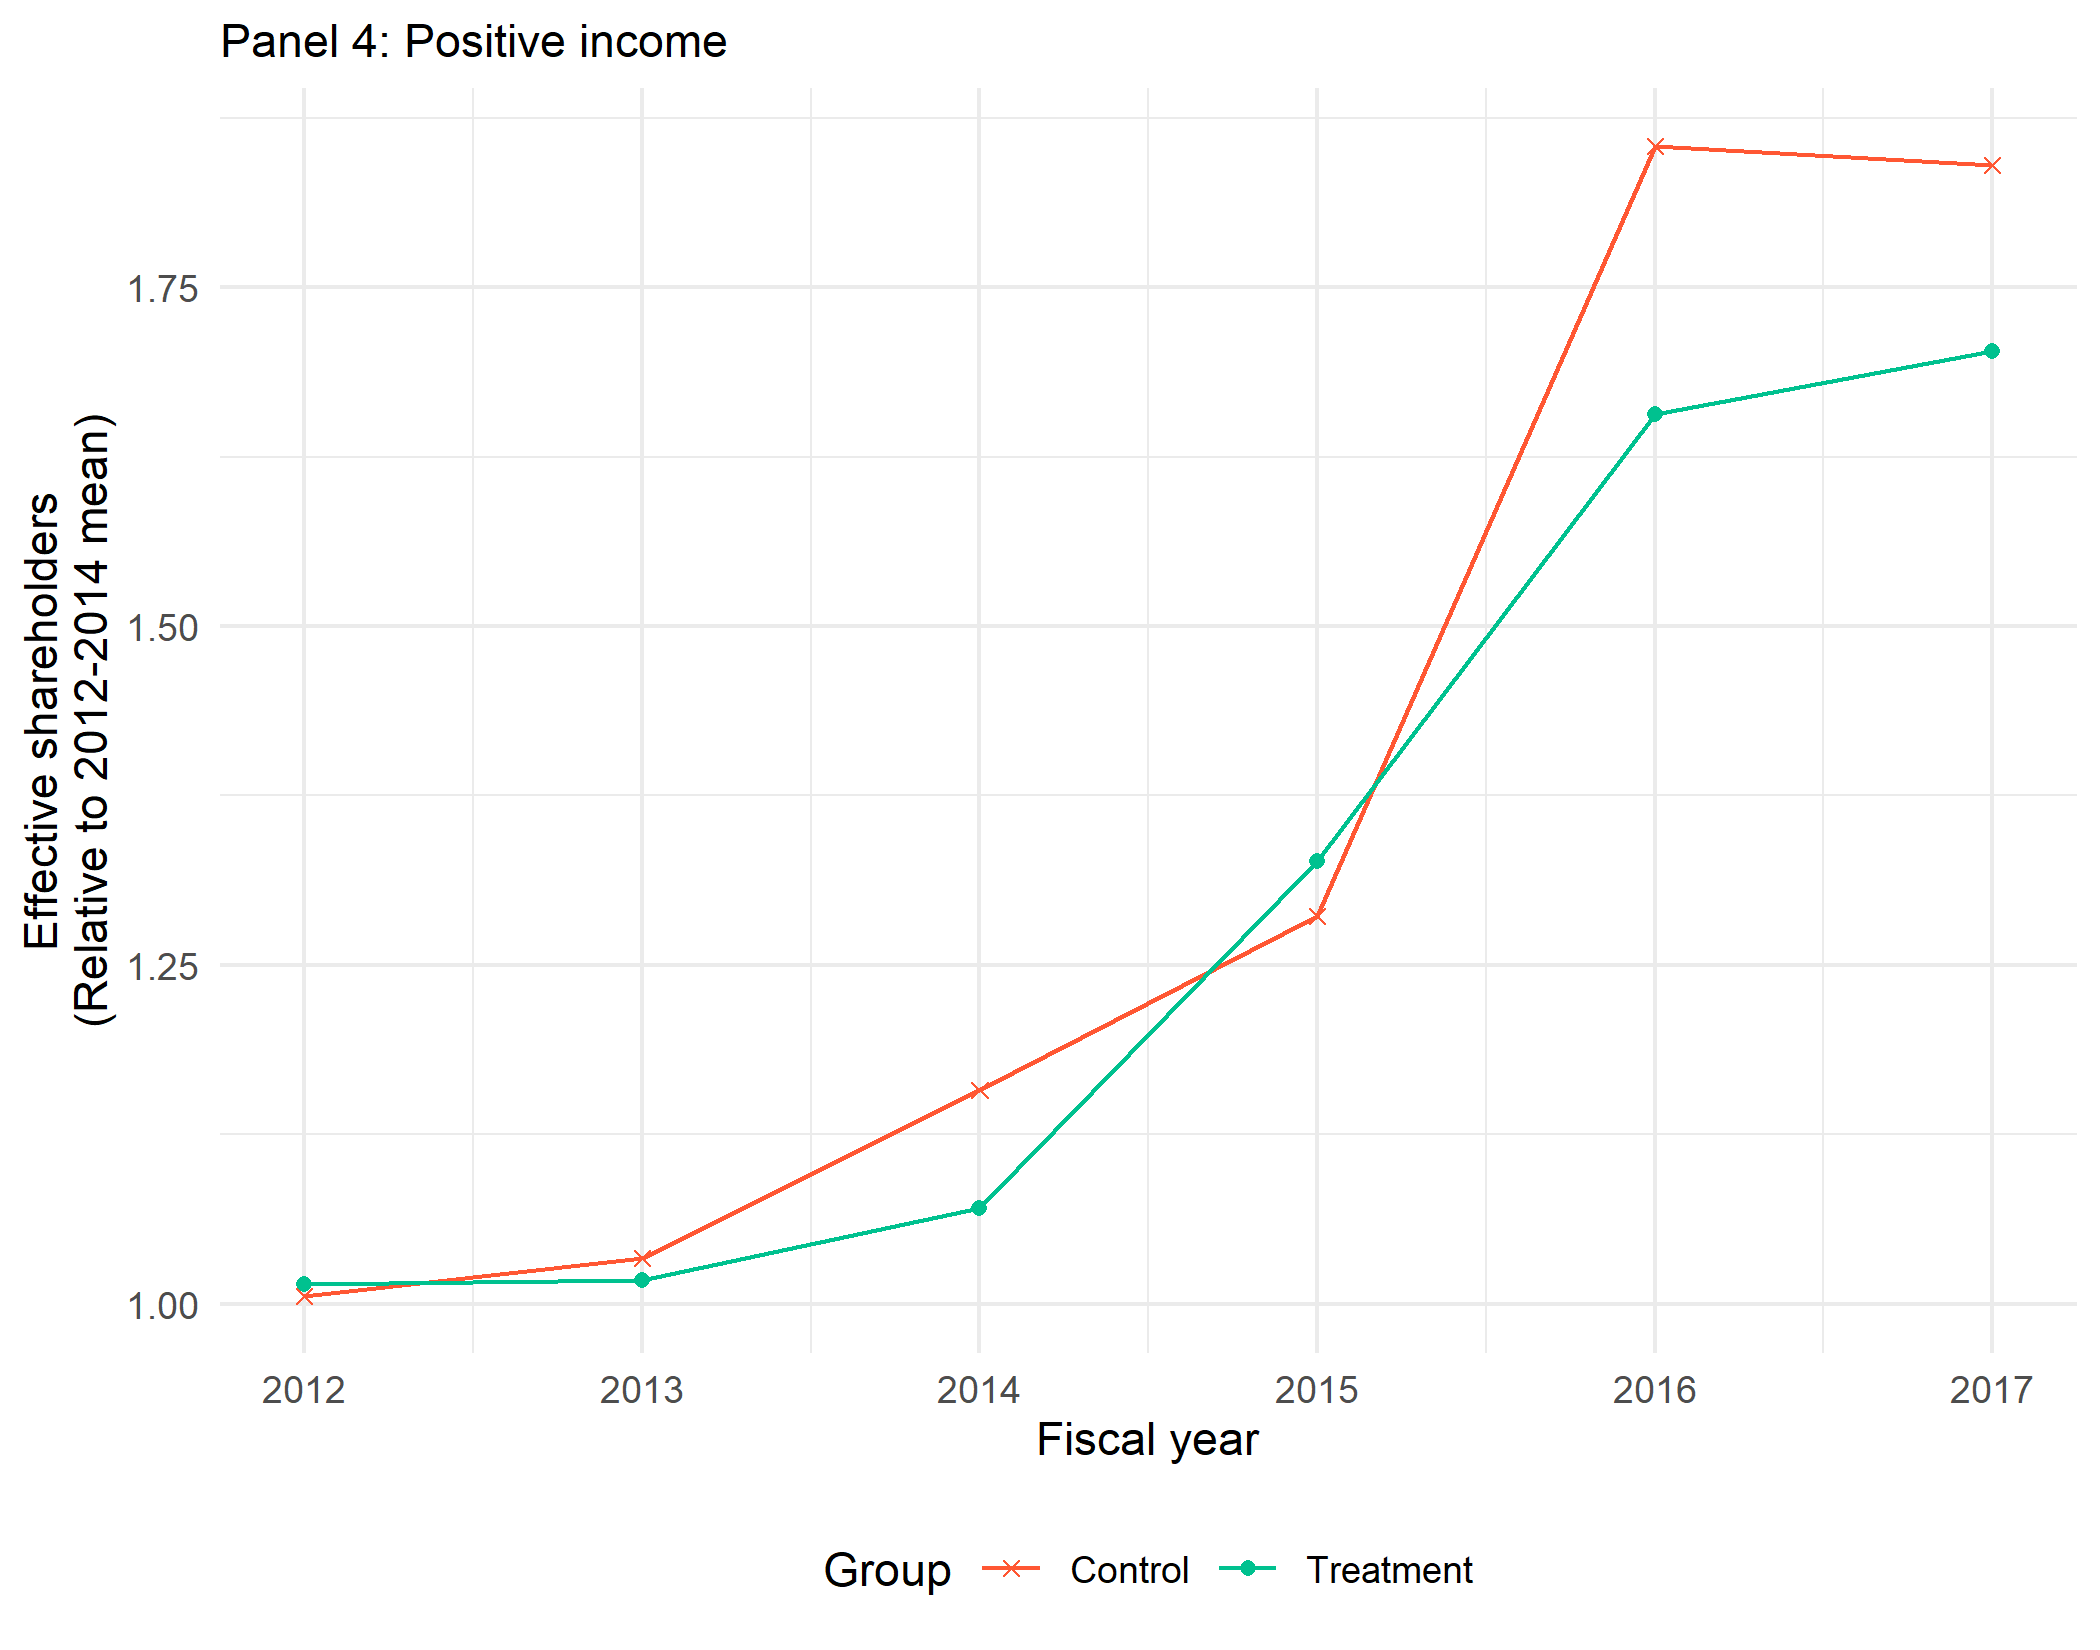 Panel 4: Positive income
Effective shareholders
(Relative to 2012-2014 mean)
1.75
1.50
1.25
1.00
2012 2013 2014 2015 2016 2017
Fiscal year
Group Control Treatment